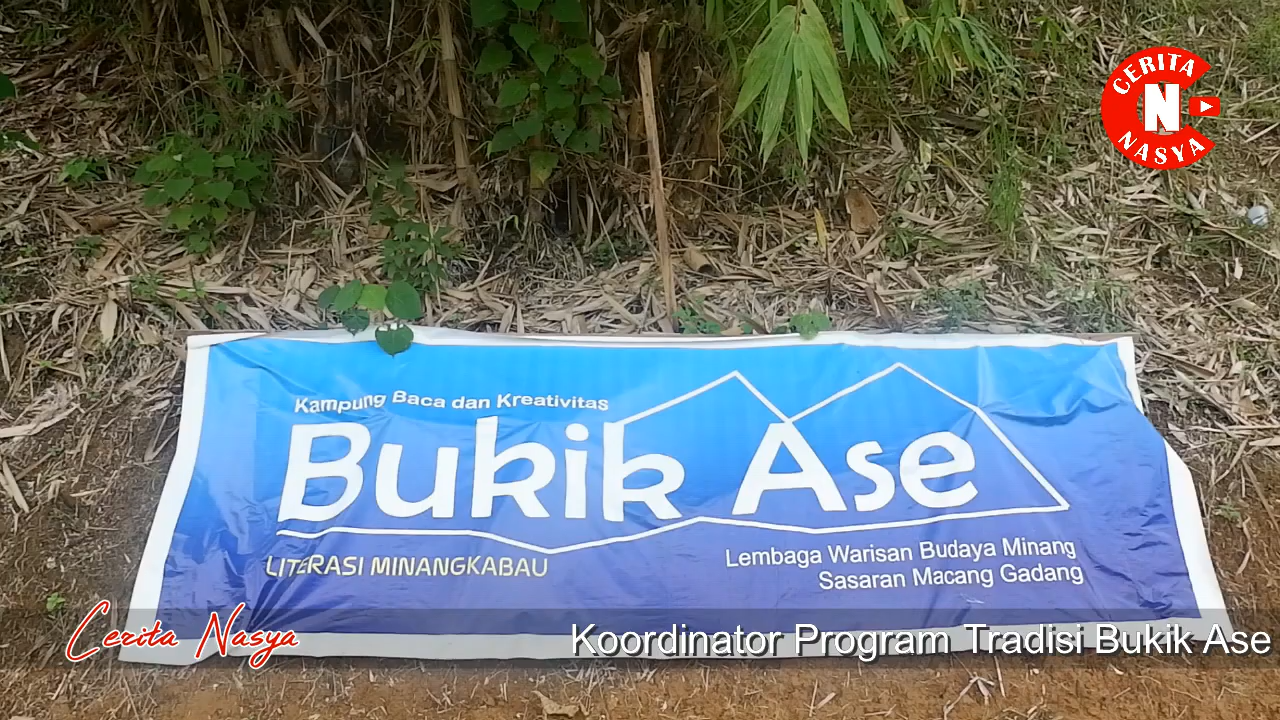 CERITA
N
NASYA
Kampung Baca dan Kreativitas
Bukik Ase
LITERASI MINANGKABAU
Lembaga Warisan Budaya Minang
Sasaran Macang Gadang
Cerita Nasya
Koordinator Program Tradisi Bukik Ase